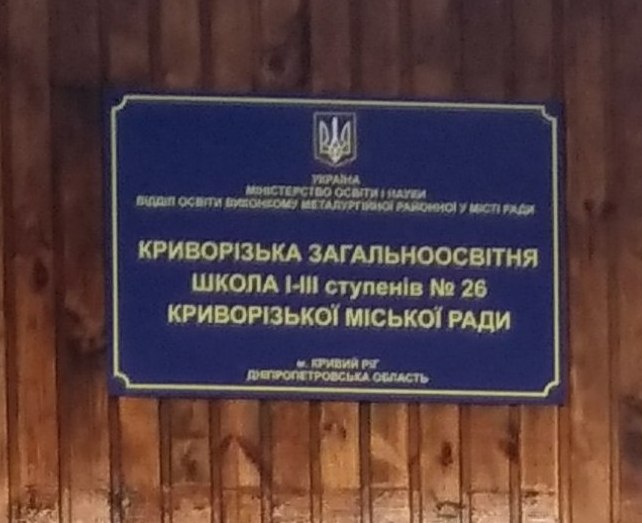 УКРАЇНА
МІНІСТЕРСТВО ОСВІТИ І НАУКИ
ВІДДІЛ ОСВІТИ ВИКОНКОМУ МЕТАЛУРГІЙНОЇ РАЙОННОЇ У МІСТІ РАДИ
КРИВОРІЗЬКА ЗАГАЛЬНООСВІТНЯ
ШКОЛА І-ІІІ ступенів № 26
КРИВОРІЗЬКОЇ МІСЬКОЇ РАДИ
м. КРИВИЙ РІГ
ДНІПРОПЕТРОВСЬКА ОБЛАСТЬ